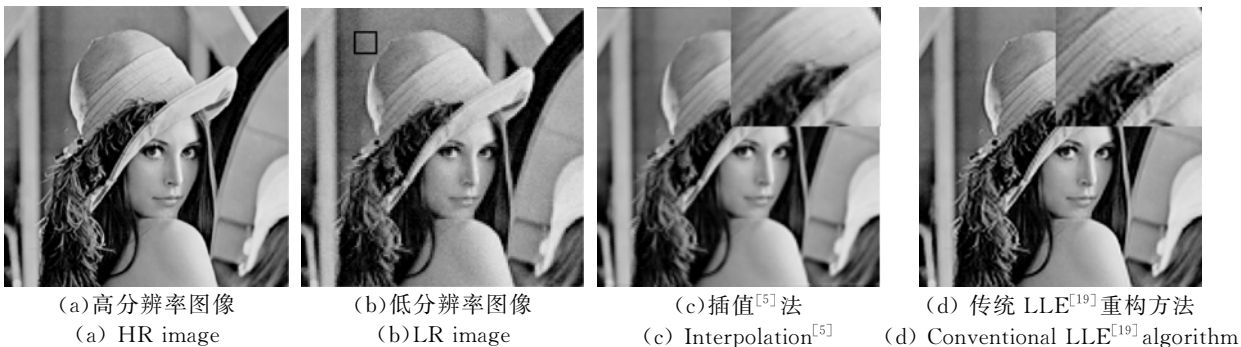 (a)高分辨率图像
(a) HR image
(b)低分辨率图像
(b)LR image
(c)插值[5]法
(c) Interpolation[5]
(d) 传统 LLE[19]重构方法
(d) Conventional LLE[19]algorithm